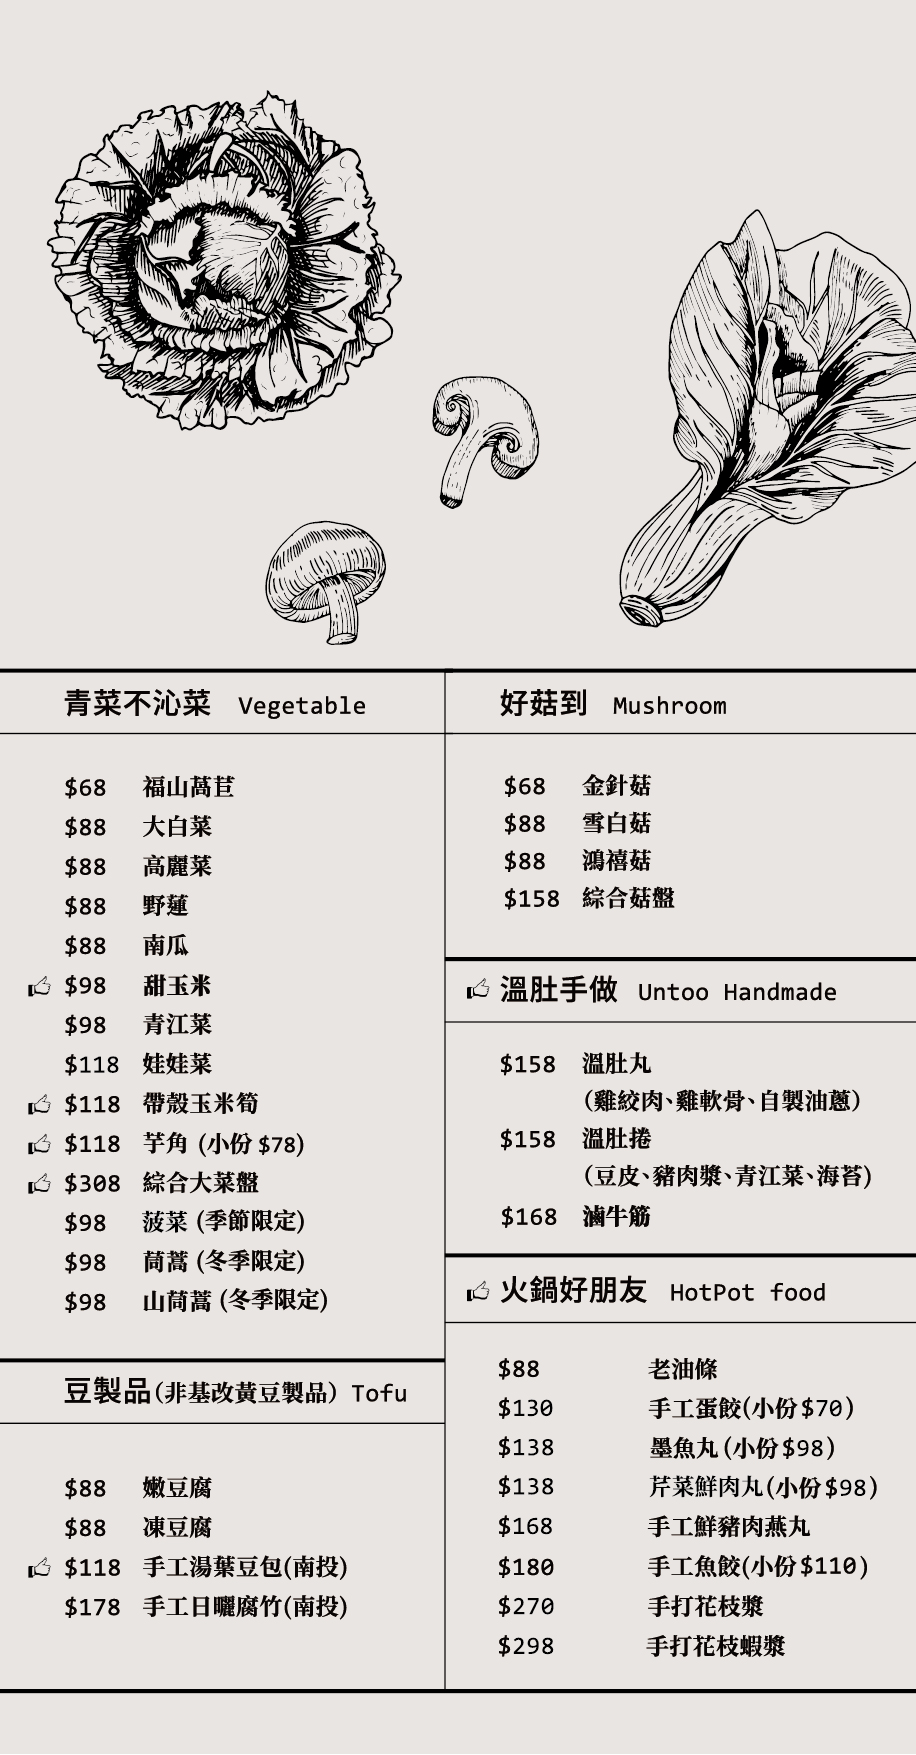 青菜不沁菜 Vegetable
$68 福山萵苣
$88 大白菜
$88 高麗菜
$88 野蓮
$88 南瓜
$98 甜玉米
$98 青江菜
$118 娃娃菜
$118 帶殼玉米筍
$118 芋角 (小份 $78)
$308 綜合大菜盤
$98 菠菜 (季節限定)
$98 茼蒿 (冬季限定)
$98 山茼蒿 (冬季限定)
豆製品(非基改黃豆製品) Tofu
$88 嫩豆腐
$88 凍豆腐
$118 手工湯葉豆包(南投)
$178 手工日曬腐竹(南投)
好菇到 Mushroom
$68 金針菇
$88 雪白菇
$88 鴻禧菇
$158 綜合菇盤
溫肚手做 Untoo Handmade
$158 溫肚丸
(雞絞肉、雞軟骨、自製油蔥)
$158 溫肚捲
(豆皮、豬肉漿、青江菜、海苔)
$168 滷牛筋
火鍋好朋友 HotPot food
$88 老油條
$130 手工蛋餃(小份$70)
$138 墨魚丸(小份$98)
$138 芹菜鮮肉丸(小份$98)
$168 手工鮮豬肉燕丸
$180 手工魚餃(小份$110)
$270 手打花枝漿
$298 手打花枝蝦漿